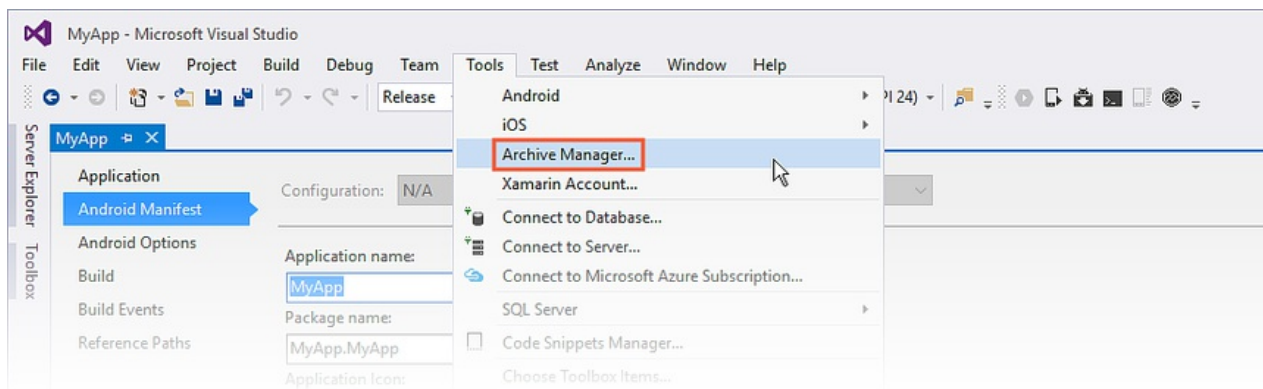 MyApp - Microsoft Visual Studio
File Edit View Project Build Debug Team Tools Test Analyze Window Help
Release
24)
Server Explorer
Toolbox
MyApp
Application
Android Manifest
Android Options
Build
Build Events
Reference Paths
Configuration: N/A
Application name:
MyApp
Package name:
MyApp.MyApp
Application Icon:
Android
iOS
Archive Manager...
Xamarin Account...
Connect to Database...
Connect to Server...
Connect to Microsoft Azure Subscription...
SQL Server
Code Snippets Manager...
Choose Toolbox Items...